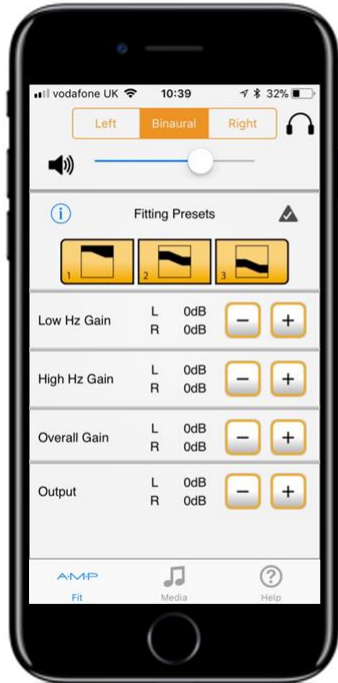 vodafone UK 10:39 32%
Left Binaural Right
Fitting Presets
1 2 3
Low Hz Gain L 0dB
R 0dB
High Hz Gain L 0dB
R 0dB
Overall Gain L 0dB
R 0dB
Output L 0dB
R 0dB
A·M·P
Fit Media Help